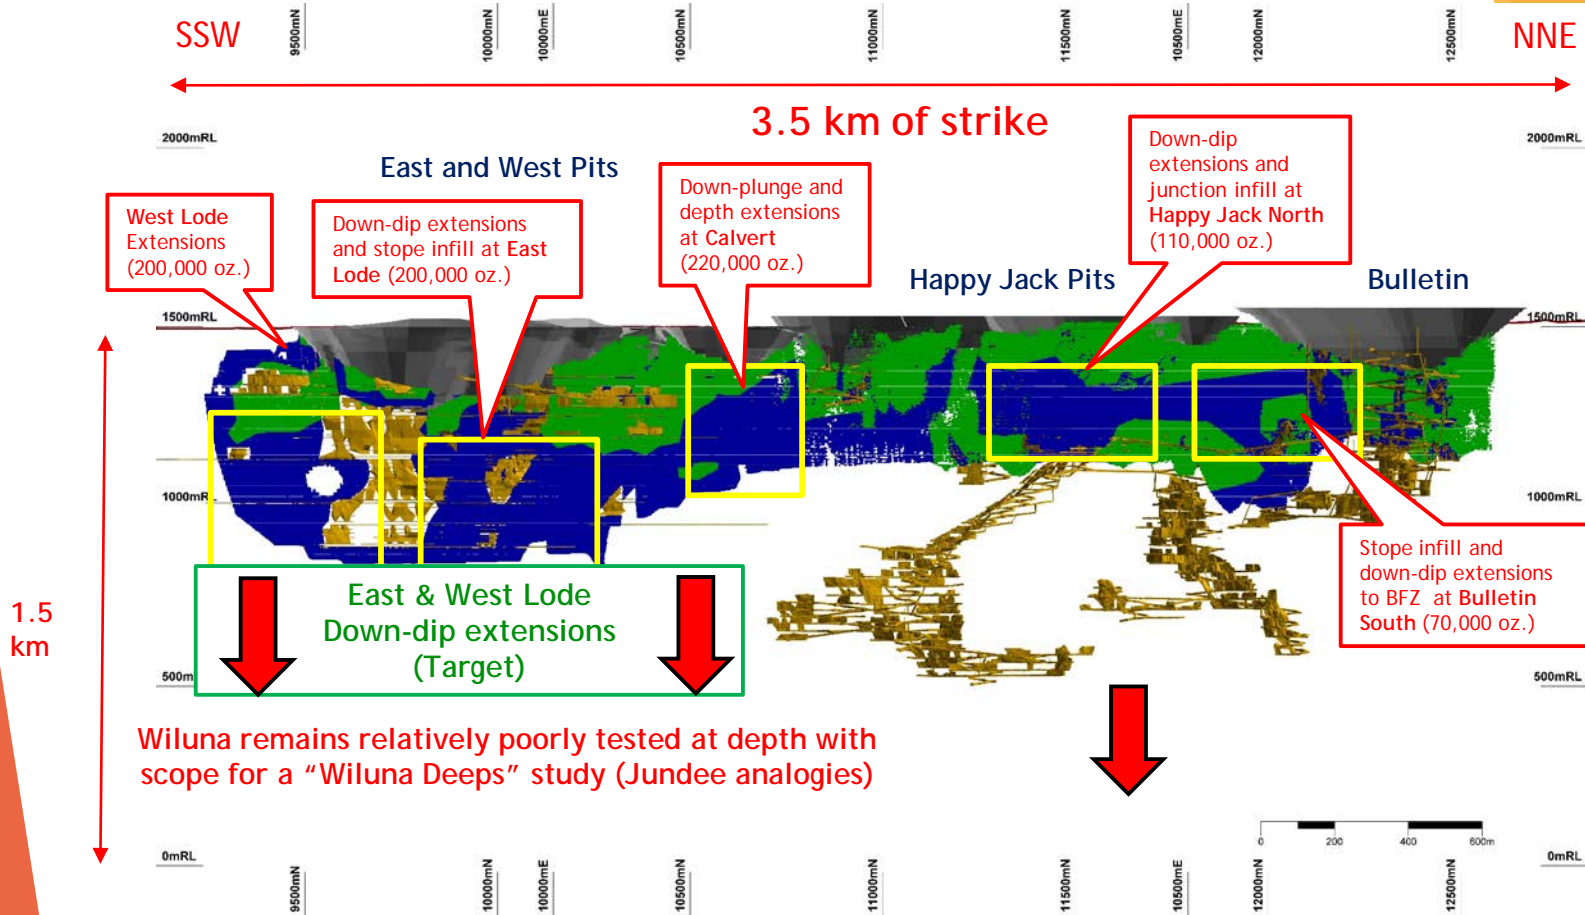 SSW
NNE
9500mN
10000mN
10000mE
10500mN
11000mN
11500mN
10500mE
12000mN
12500mN
3.5 km of strike
2000mRL
2000mRL
East and West Pits
West Lode
Extensions
(200,000 oz.)
Down-dip extensions
and stope infill at East
Lode (200,000 oz.)
Down-plunge and
depth extensions
at Calvert
(220,000 oz.)
Down-dip
extensions and
junction infill at
Happy Jack North
(110,000 oz.)
Happy Jack Pits
Bulletin
1500mRL
1500mRL
1000mRL
1000mRL
Stope infill and
down-dip extensions
to BFZ at Bulletin
South (70,000 oz.)
East & West Lode
Down-dip extensions
(Target)
1.5
km
500m
500mRL
Wiluna remains relatively poorly tested at depth with
scope for a “Wiluna Deeps” study (Jundee analogies)
0 200 400 600m
0mRL
0mRL
9500mN
10000mN
10000mE
10500mN
11000mN
11500mN
10500mE
12000mN
12500mN